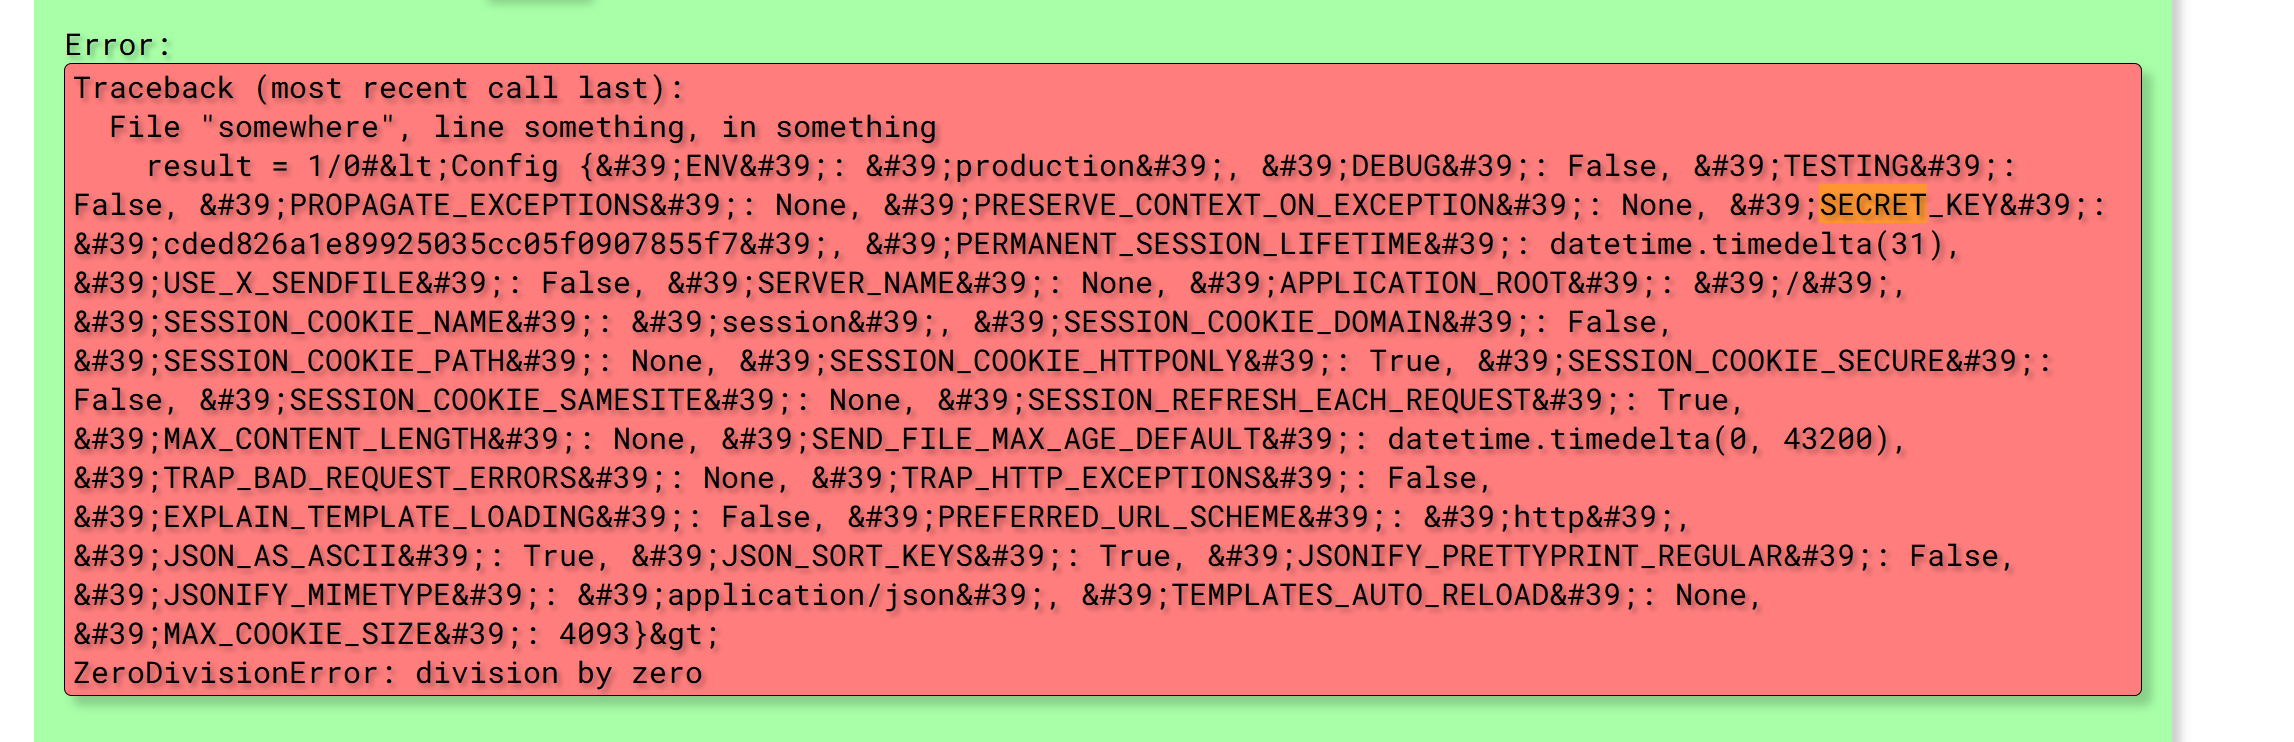 Error:
Traceback (most recent call last):
  File "somewhere", line something, in something
    result = 1/0#&lt;Config {&#39;ENV&#39;: &#39;production&#39;, &#39;DEBUG&#39;: False, &#39;TESTING&#39;:
False, &#39;PROPAGATE_EXCEPTIONS&#39;: None, &#39;PRESERVE_CONTEXT_ON_EXCEPTION&#39;: None, &#39;SECRET_KEY&#39;:
&#39;cded826a1e89925035cc05f0907855f7&#39;, &#39;PERMANENT_SESSION_LIFETIME&#39;: datetime.timedelta(31),
&#39;USE_X_SENDFILE&#39;: False, &#39;SERVER_NAME&#39;: None, &#39;APPLICATION_ROOT&#39;: &#39;/&#39;,
&#39;SESSION_COOKIE_NAME&#39;: &#39;session&#39;, &#39;SESSION_COOKIE_DOMAIN&#39;: False,
&#39;SESSION_COOKIE_PATH&#39;: None, &#39;SESSION_COOKIE_HTTPONLY&#39;: True, &#39;SESSION_COOKIE_SECURE&#39;:
False, &#39;SESSION_COOKIE_SAMESITE&#39;: None, &#39;SESSION_REFRESH_EACH_REQUEST&#39;: True,
&#39;MAX_CONTENT_LENGTH&#39;: None, &#39;SEND_FILE_MAX_AGE_DEFAULT&#39;: datetime.timedelta(0, 43200),
&#39;TRAP_BAD_REQUEST_ERRORS&#39;: None, &#39;TRAP_HTTP_EXCEPTIONS&#39;: False,
&#39;EXPLAIN_TEMPLATE_LOADING&#39;: False, &#39;PREFERRED_URL_SCHEME&#39;: &#39;http&#39;,
&#39;JSON_AS_ASCII&#39;: True, &#39;JSON_SORT_KEYS&#39;: True, &#39;JSONIFY_PRETTYPRINT_REGULAR&#39;: False,
&#39;JSONIFY_MIMETYPE&#39;: &#39;application/json&#39;, &#39;TEMPLATES_AUTO_RELOAD&#39;: None,
&#39;MAX_COOKIE_SIZE&#39;: 4093}&gt;
ZeroDivisionError: division by zero